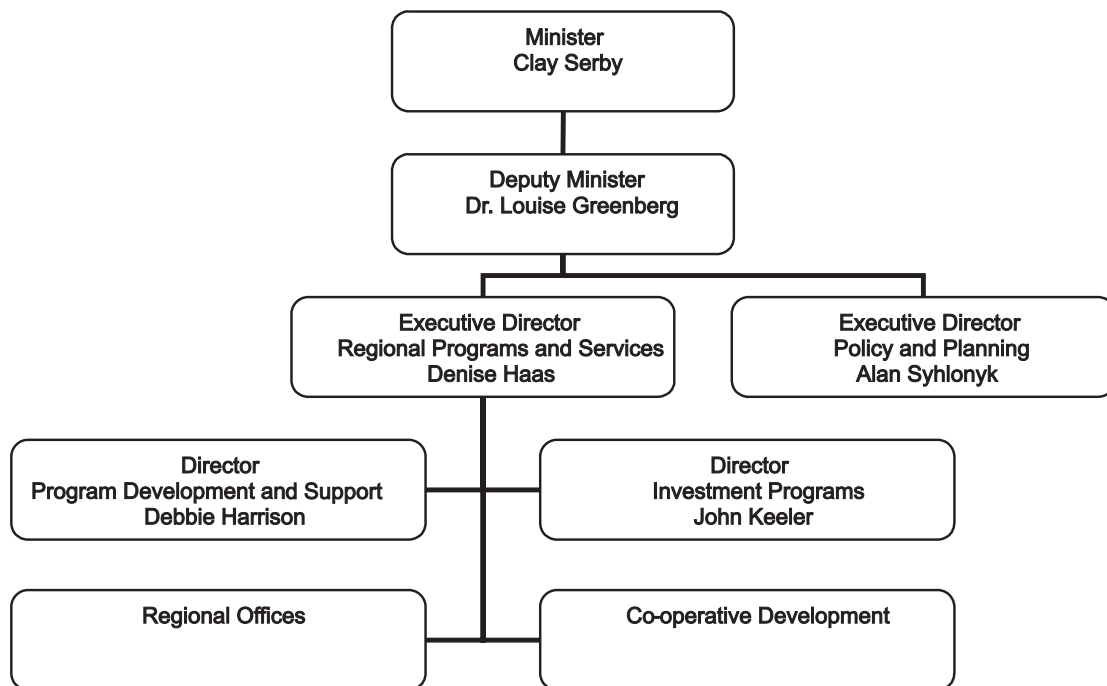 Minister
Clay Serby
Deputy Minister
Dr. Louise Greenberg
Executive Director
Regional Programs and Services
Denise Haas
Executive Director
Policy and Planning
Alan Syhlonyk
Director
Program Development and Support
Debbie Harrison
Director
Investment Programs
John Keeler
Regional Offices
Co-operative Development